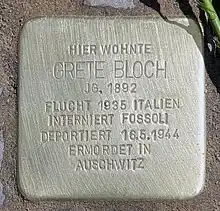 HIER WOHNTE
GRETE BLOCH
JG. 1892
FLUCHT 1935 ITALIEN
INTERNIERT FOSSOLI
DEPORTIERT 16.5.1944
ERMORDET IN
AUSCHWITZ